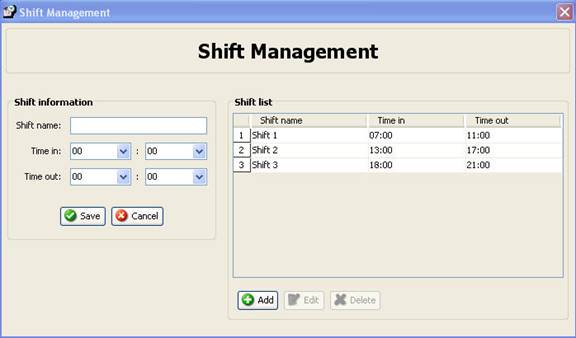 Shift Management
Shift Management
Shift information
Shift name:
Time in: 00 : 00
Time out: 00 : 00
Save Cancel
Shift list
Shift name Time in Time out
1 Shift 1 07:00 11:00
2 Shift 2 13:00 17:00
3 Shift 3 18:00 21:00
Add Edit Delete